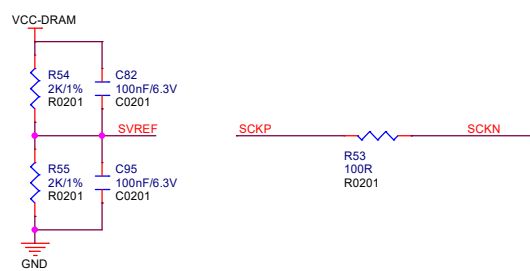 VCC-DRAM
R54
2K/1%
R0201
C82
100nF/6.3V
C0201
SVREF
R55
2K/1%
R0201
C95
100nF/6.3V
C0201
GND
SCKP
SCKN
R53
100R
R0201